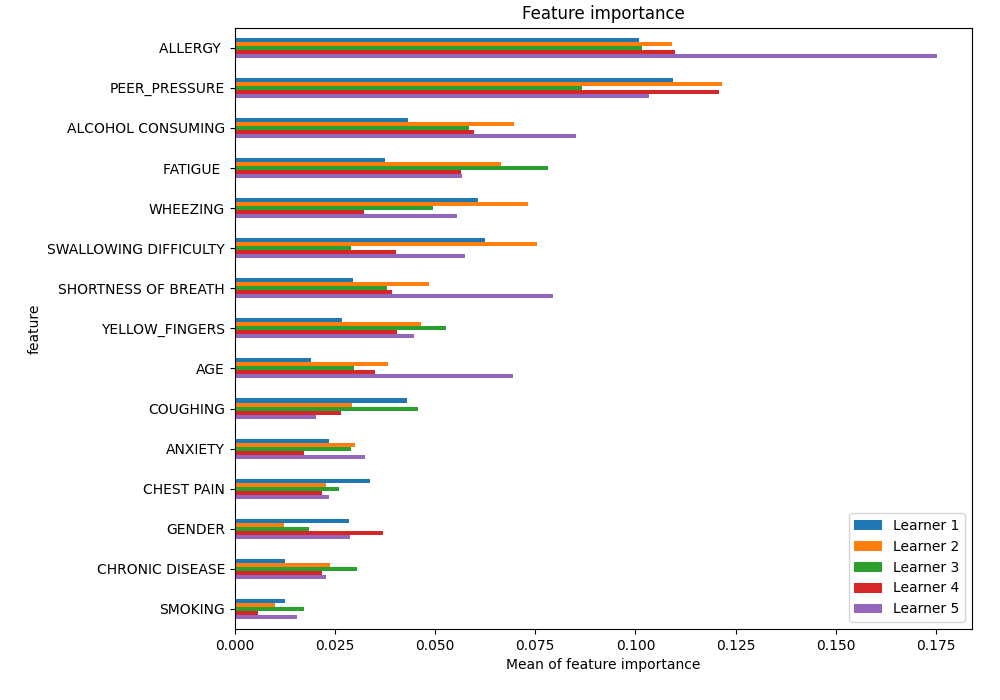 Feature importance
ALLERGY
PEER_PRESSURE
ALCOHOL CONSUMING
FATIGUE
WHEEZING
SWALLOWING DIFFICULTY
SHORTNESS OF BREATH
YELLOW_FINGERS
AGE
COUGHING
ANXIETY
CHEST PAIN
GENDER
CHRONIC DISEASE
SMOKING
feature
Learner 1
Learner 2
Learner 3
Learner 4
Learner 5
0.000 0.025 0.050 0.075 0.100 0.125 0.150 0.175
Mean of feature importance